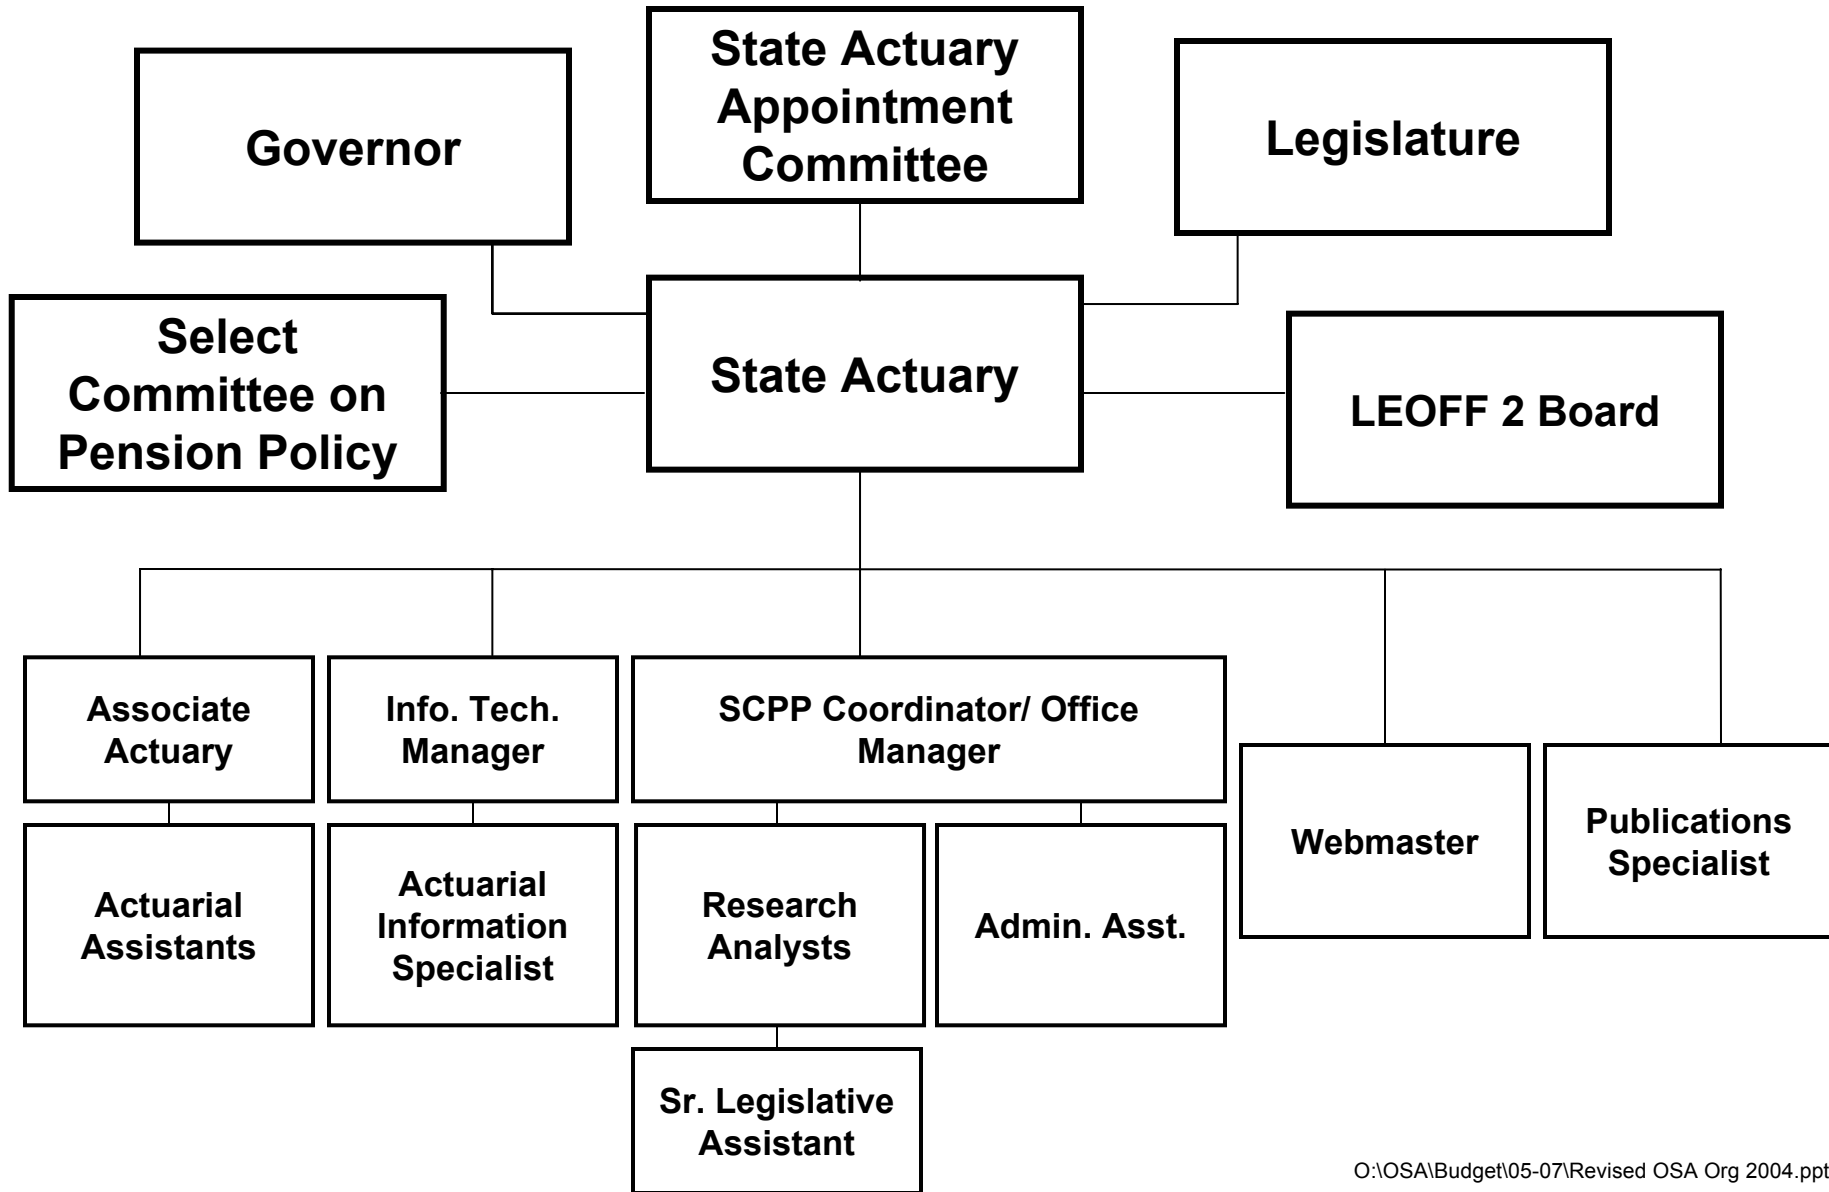 State Actuary
Appointment
Committee
Governor
Legislature
Select
Committee on
Pension Policy
State Actuary
LEOFF 2 Board
Associate
Actuary
Info. Tech.
Manager
SCPP Coordinator/ Office
Manager
Webmaster
Publications
Specialist
Actuarial
Assistants
Actuarial
Information
Specialist
Research
Analysts
Admin. Asst.
Sr. Legislative
Assistant
O:\OSA\Budget\05-07\Revised OSA Org 2004.ppt